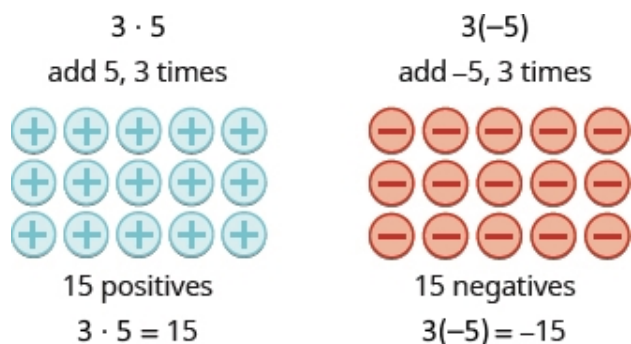 3 · 5
add 5, 3 times
15 positives
3 · 5 = 15
3(–5)
add –5, 3 times
15 negatives
3(–5) = –15